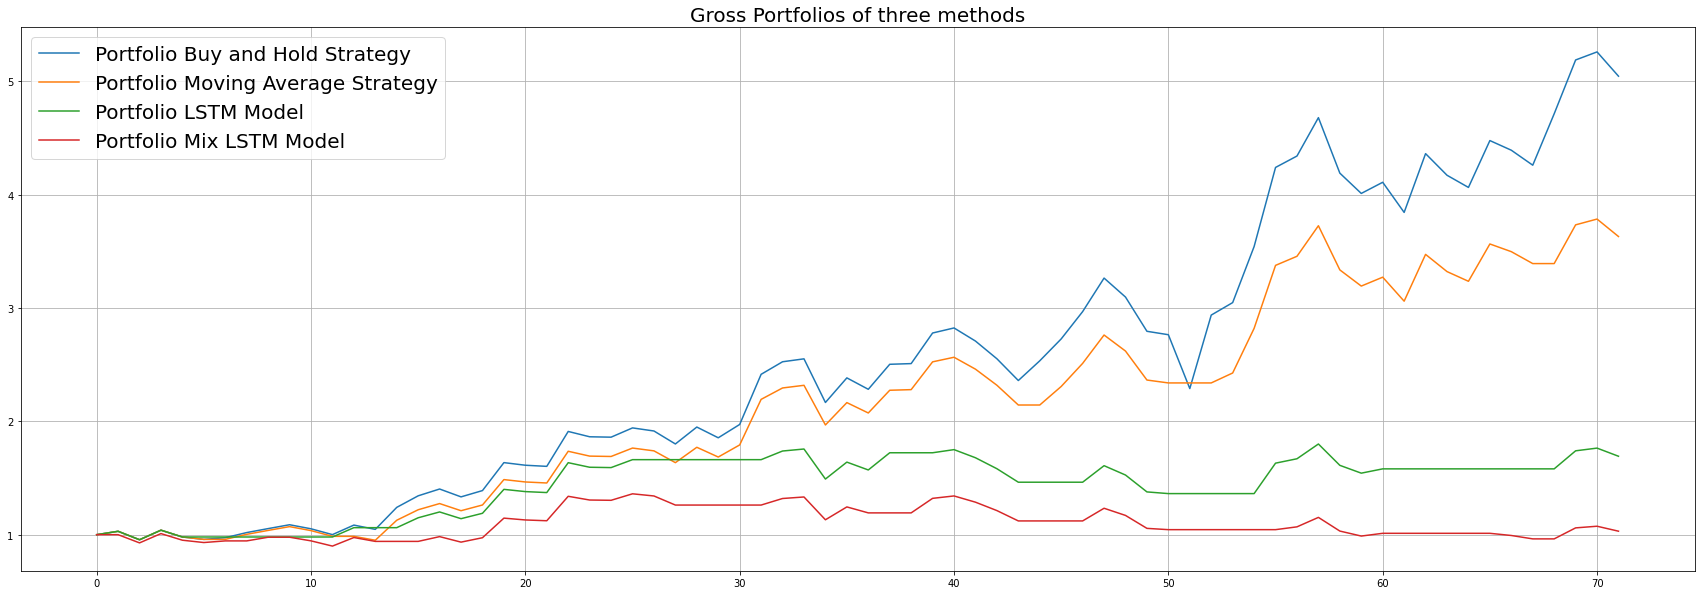 Gross Portfolios of three methods
Portfolio Buy and Hold Strategy
Portfolio Moving Average Strategy
Portfolio LSTM Model
Portfolio Mix LSTM Model
5
4
3
2
1
0 10 20 30 40 50 60 70